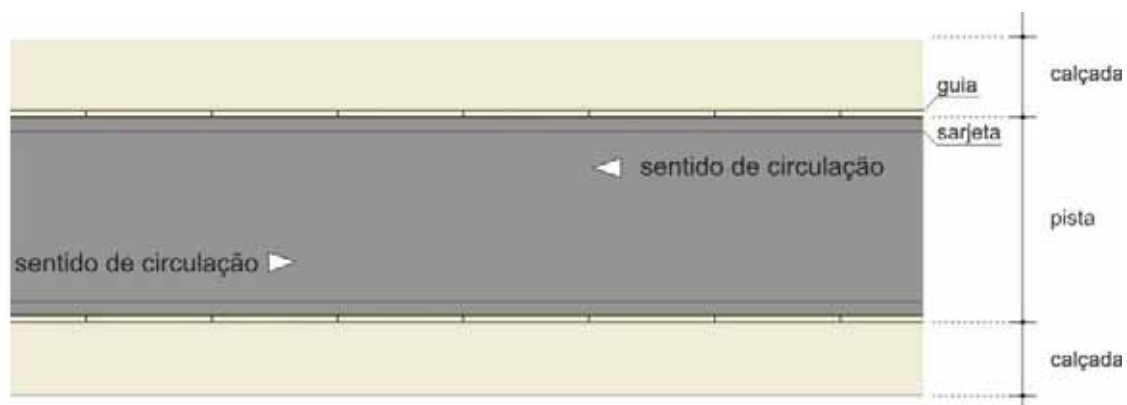 calçada
guia
sarjeta
sentido de circulação
pista
sentido de circulação
calçada